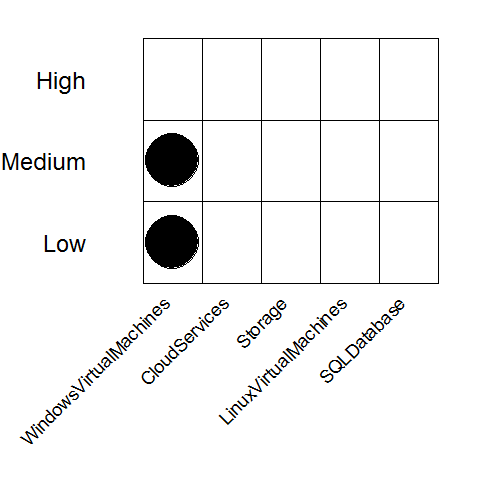 High
Medium
Low
WindowsVirtualMachines
CloudServices
Storage
LinuxVirtualMachines
SQLDatabase